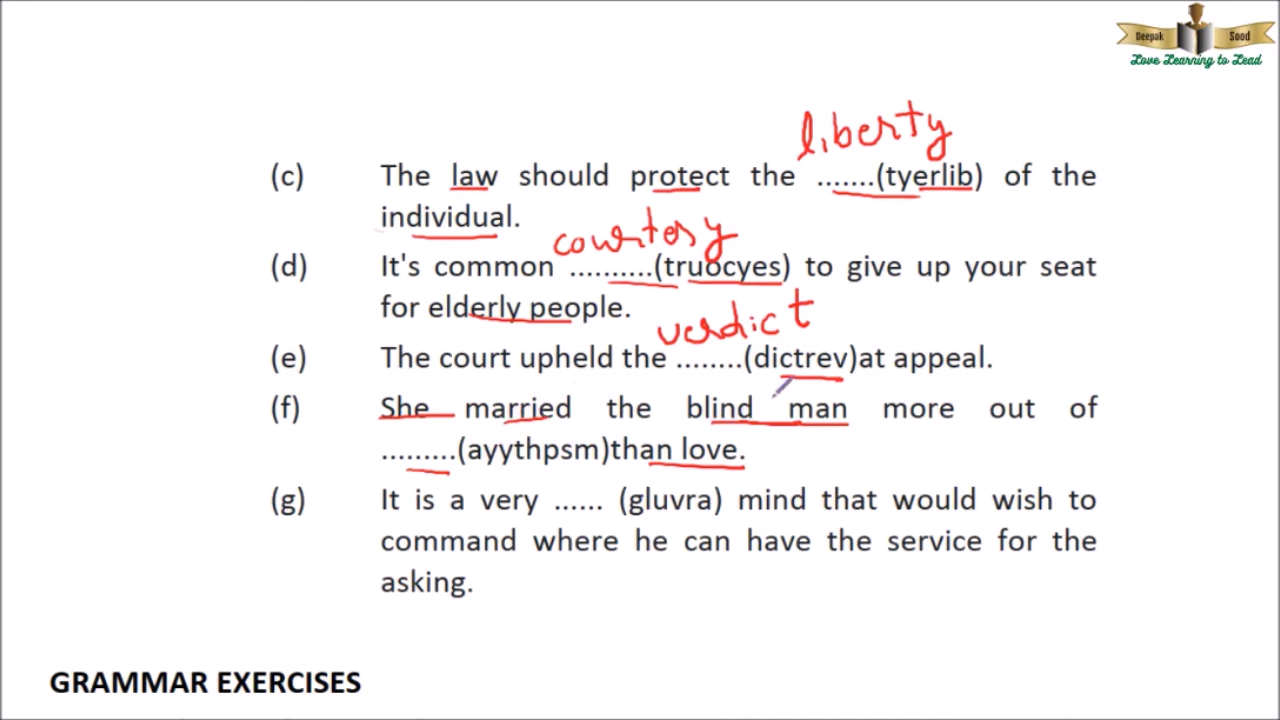 Deepak Sood
Love Learning to Lead
liberty
(c) The law should protect the .......(tyerlib) of the
individual.
courtesy
(d) It's common ..........(truocyes) to give up your seat
for elderly people.
verdict
(e) The court upheld the ........(dictrev)at appeal.
(f) She married the blind man more out of
.........(ayythpsm)than love.
(g) It is a very ...... (gluvra) mind that would wish to
command where he can have the service for the
asking.
GRAMMAR EXERCISES